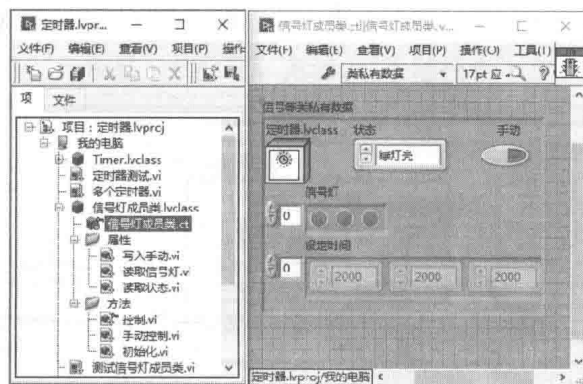 定时器.lvpr...
文件(F) 编辑(E) 查看(V) 项目(P) 操作
项 文件
项目：定时器.lvproj
我的电脑
Timer.lvclass
定时器测试.vi
多个定时器.vi
信号灯成员类.lvclass
信号灯成员类.ct
属性
写入手动.vi
读取信号灯.vi
读取状态.vi
方法
控制.vi
手动控制.vi
初始化.vi
测试信号灯成员类.vi
信号灯成员类.ctl
文件(F) 编辑(E) 查看(V) 项目(P) 操作(O) 工具(T)
类私有数据 17pt 应
信号等类私有数据
定时器.lvclass 状态 手动
绿灯亮
信号灯
0
设定时间
0 2000 2000 2000
定时器.lvproj/我的电脑